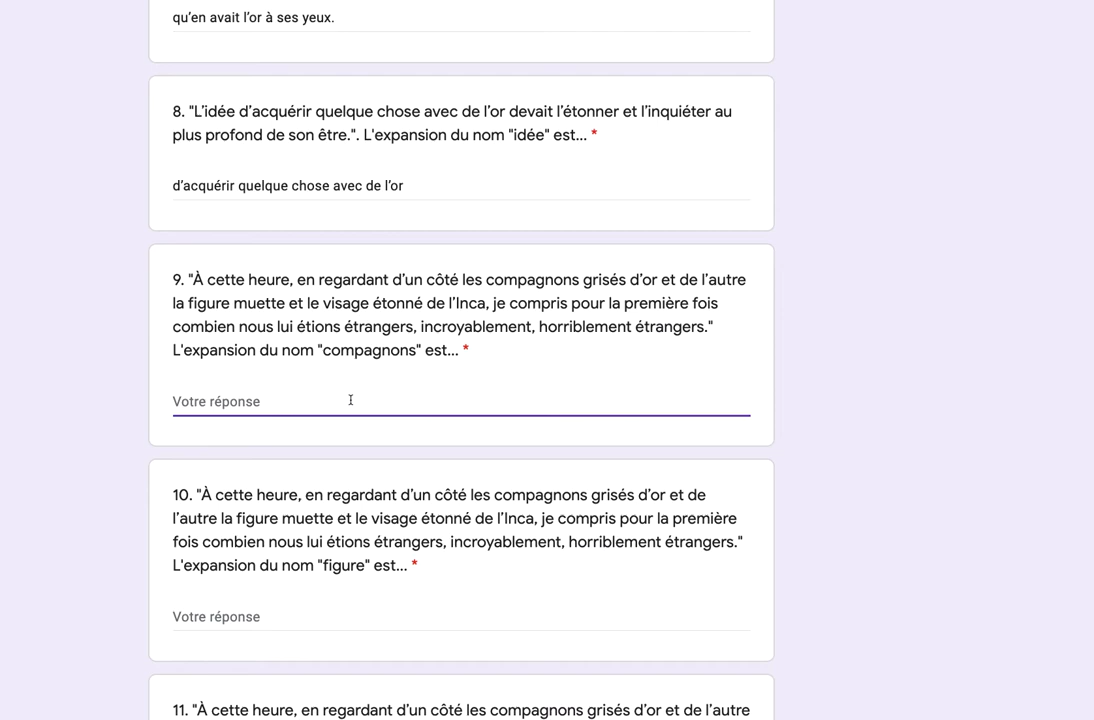 qu'en avait l'or à ses yeux.
8. "L'idée d'acquérir quelque chose avec de l'or devait l'étonner et l'inquiéter au
plus profond de son être.". L'expansion du nom "idée" est... *
d'acquérir quelque chose avec de l'or
9. "À cette heure, en regardant d'un côté les compagnons grisés d'or et de l'autre
la figure muette et le visage étonné de l'Inca, je compris pour la première fois
combien nous lui étions étrangers, incroyablement, horriblement étrangers."
L'expansion du nom "compagnons" est... *
Votre réponse
10. "À cette heure, en regardant d'un côté les compagnons grisés d'or et de
l'autre la figure muette et le visage étonné de l'Inca, je compris pour la première
fois combien nous lui étions étrangers, incroyablement, horriblement étrangers."
L'expansion du nom "figure" est... *
Votre réponse
11. "À cette heure, en regardant d'un côté les compagnons grisés d'or et de l'autre